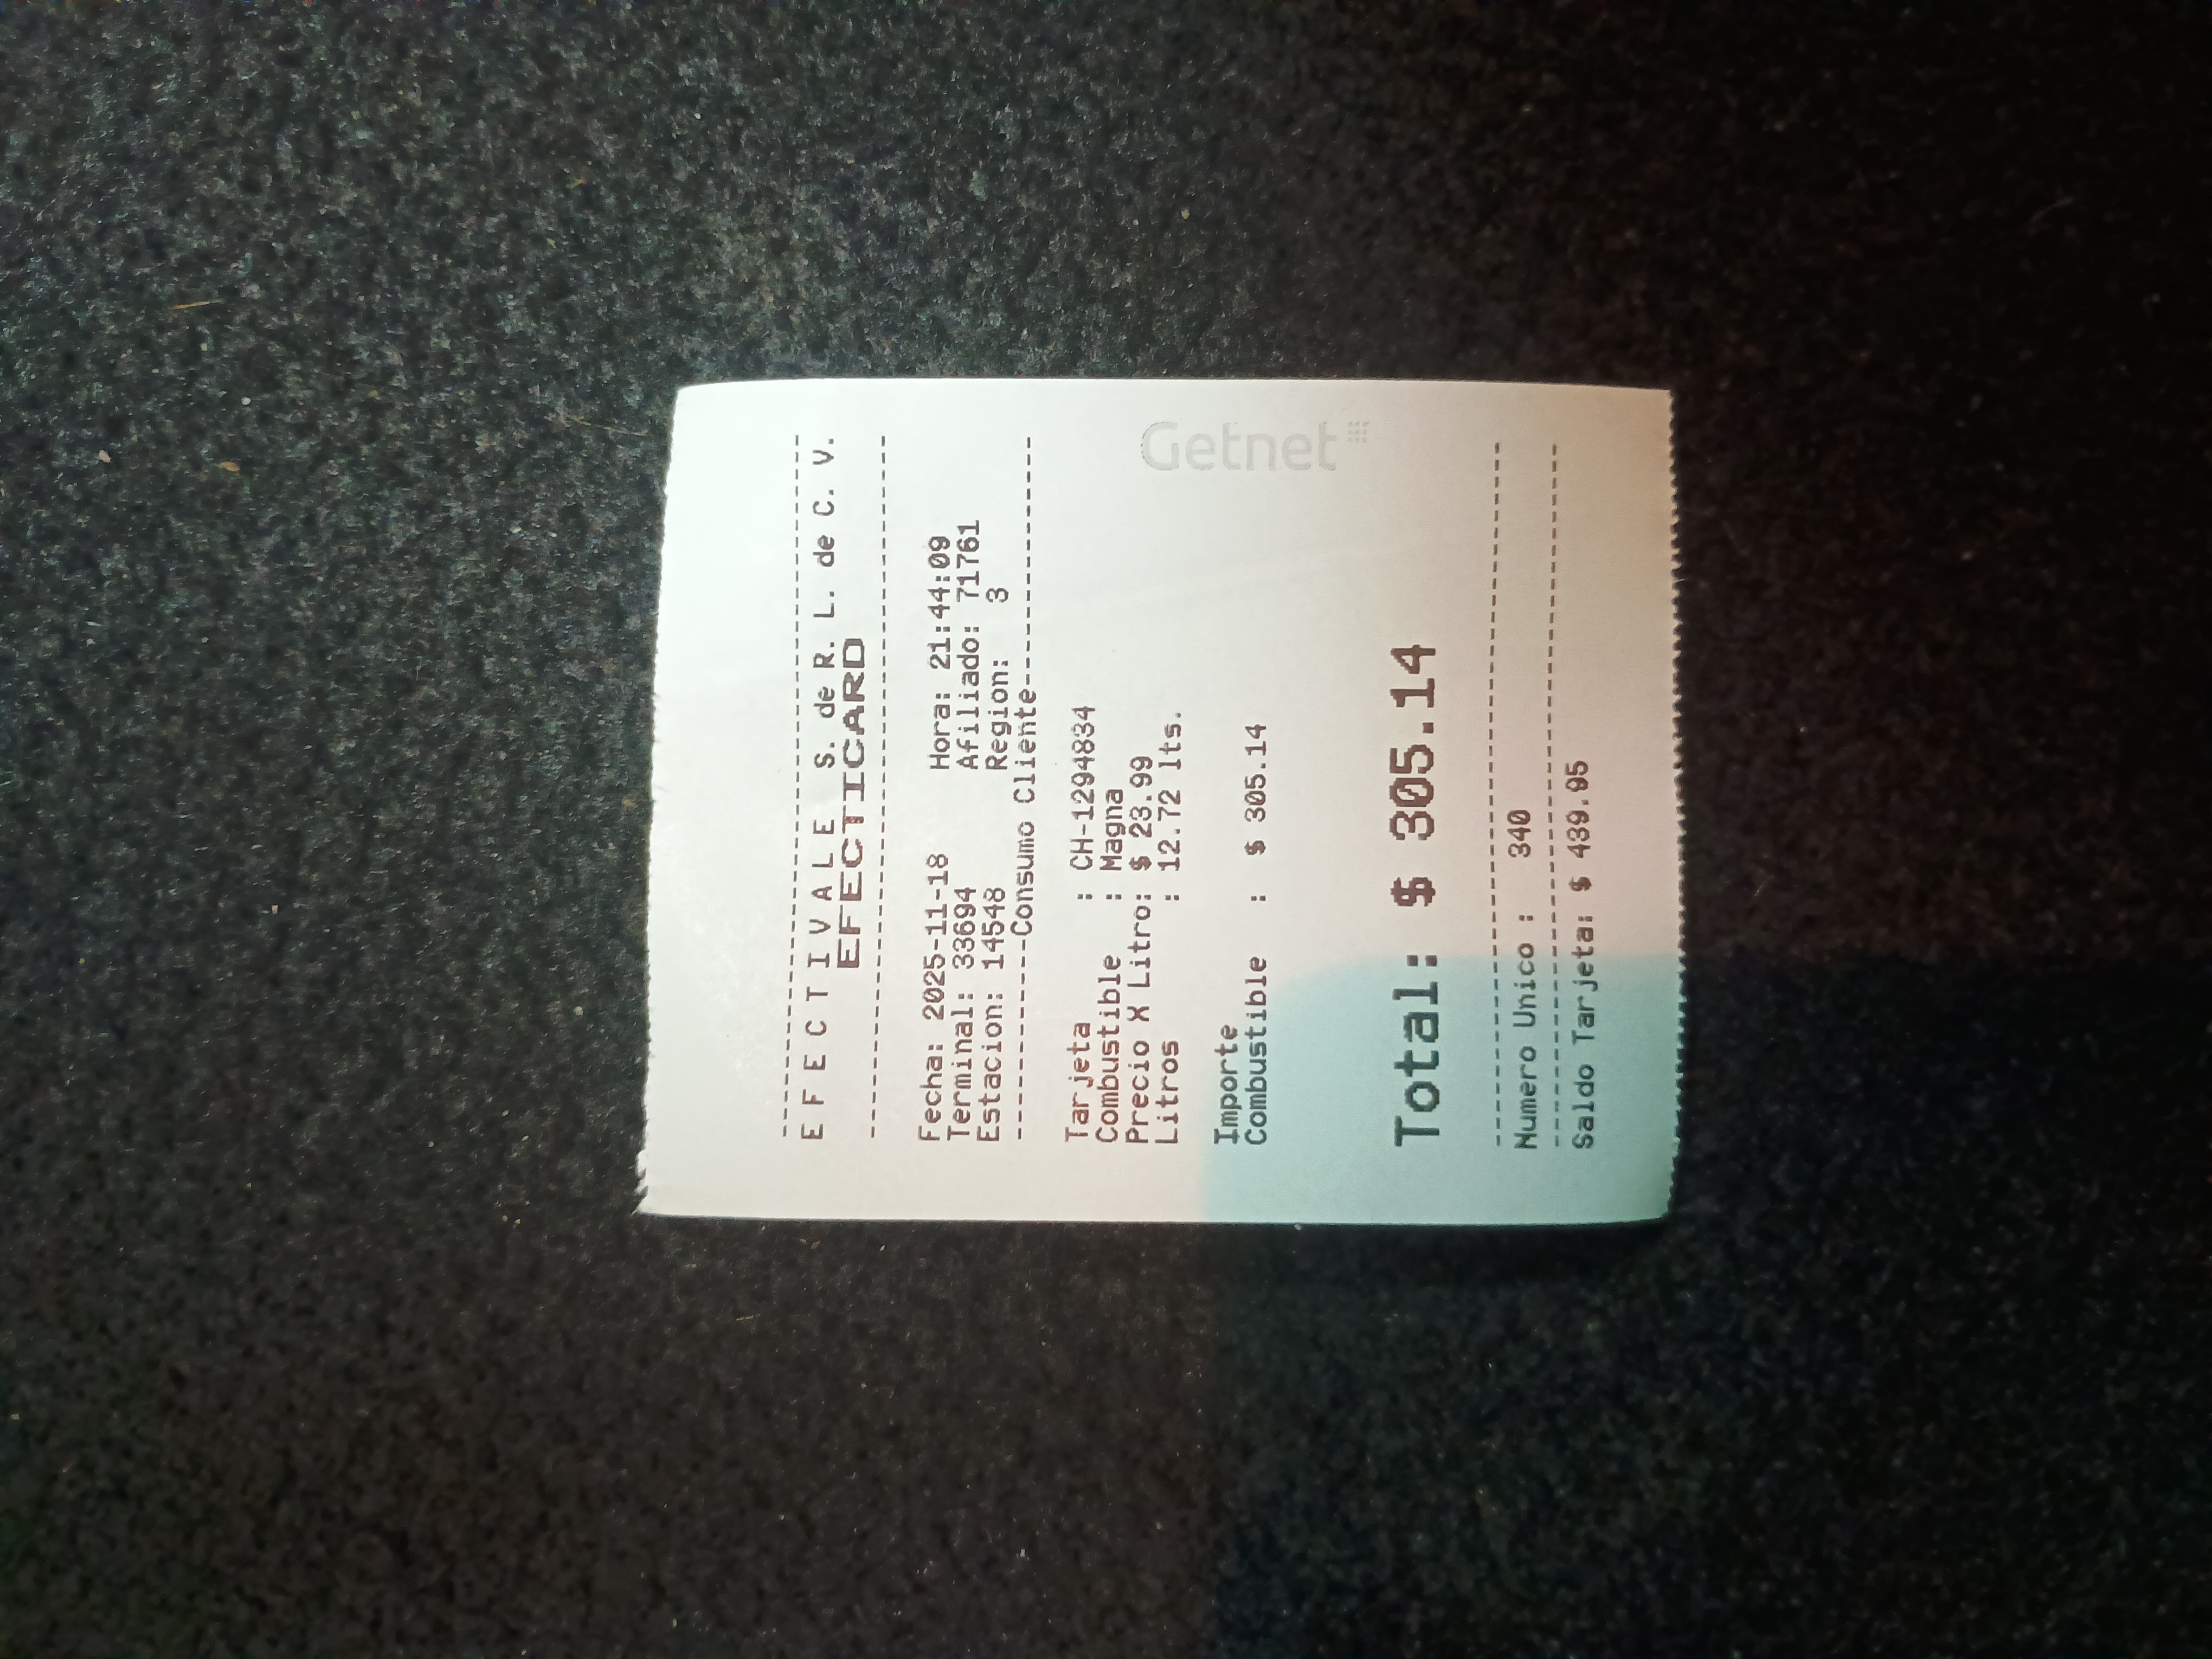 --------------------------------------------
E F E C T I V A L E  S. de R. L. de C. V.
EFECTICARD
--------------------------------------------
Fecha: 2025-11-18 Hora: 21:44:09
Terminal: 33694 Afiliado: 71761
Estacion: 14548 Region: 3
------------Consumo Cliente---------------
Tarjeta : CH-1294834
Combustible : Magna
Precio X Litro: $ 23.99
Litros : 12.72 lts.
Importe
Combustible : $ 305.14
Getnet
Total: $ 305.14
--------------------------------------------
Numero Unico : 340
--------------------------------------------
Saldo Tarjeta: $ 439.95